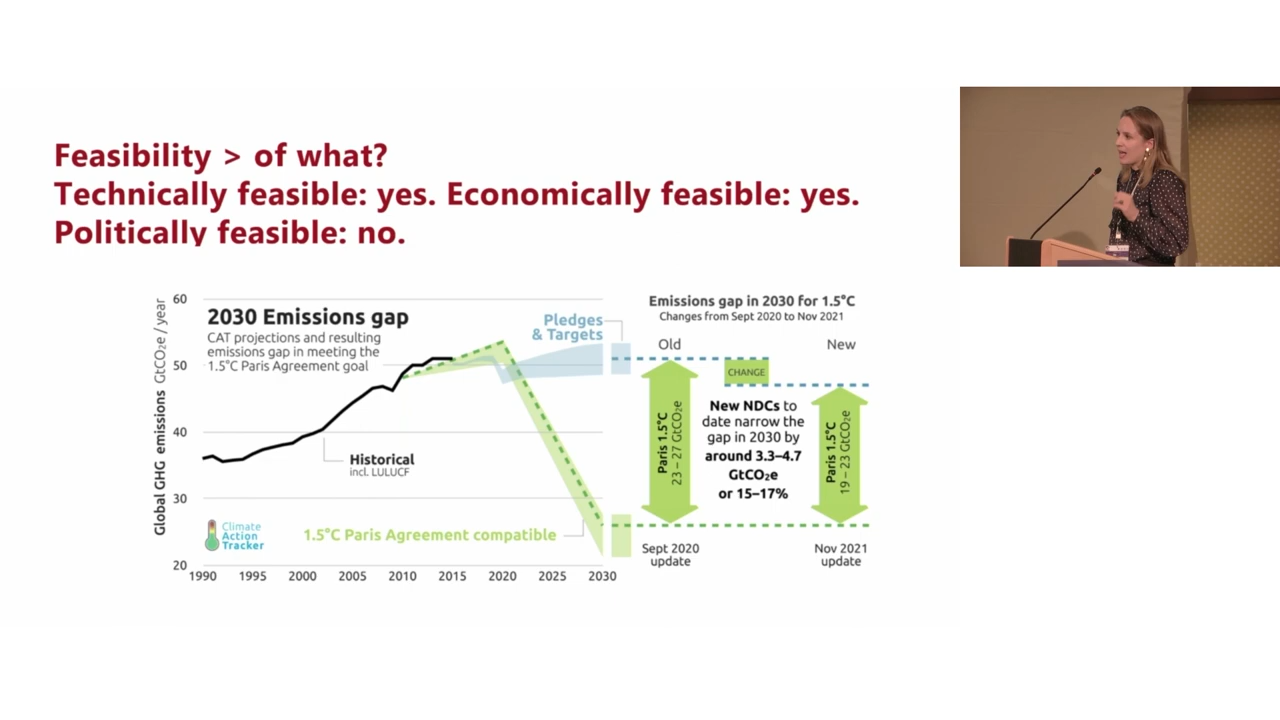 Feasibility > of what?
Technically feasible: yes. Economically feasible: yes.
Politically feasible: no.
Global GHG emissions GtCO₂e / year
60
50
40
30
20
1990
1995
2000
2005
2010
2015
2020
2025
2030
2030 Emissions gap
CAT projections and resulting
emissions gap in meeting the
1.5°C Paris Agreement goal
Historical
incl. LULUCF
Climate
Action
Tracker
1.5°C Paris Agreement compatible
Pledges
& Targets
Emissions gap in 2030 for 1.5°C
Changes from Sept 2020 to Nov 2021
Old
New
CHANGE
Paris 1.5°C
23 – 27 GtCO₂e
New NDCs to
date narrow the
gap in 2030 by
around 3.3–4.7
GtCO₂e
or 15–17%
Paris 1.5°C
19 – 23 GtCO₂e
Sept 2020
update
Nov 2021
update